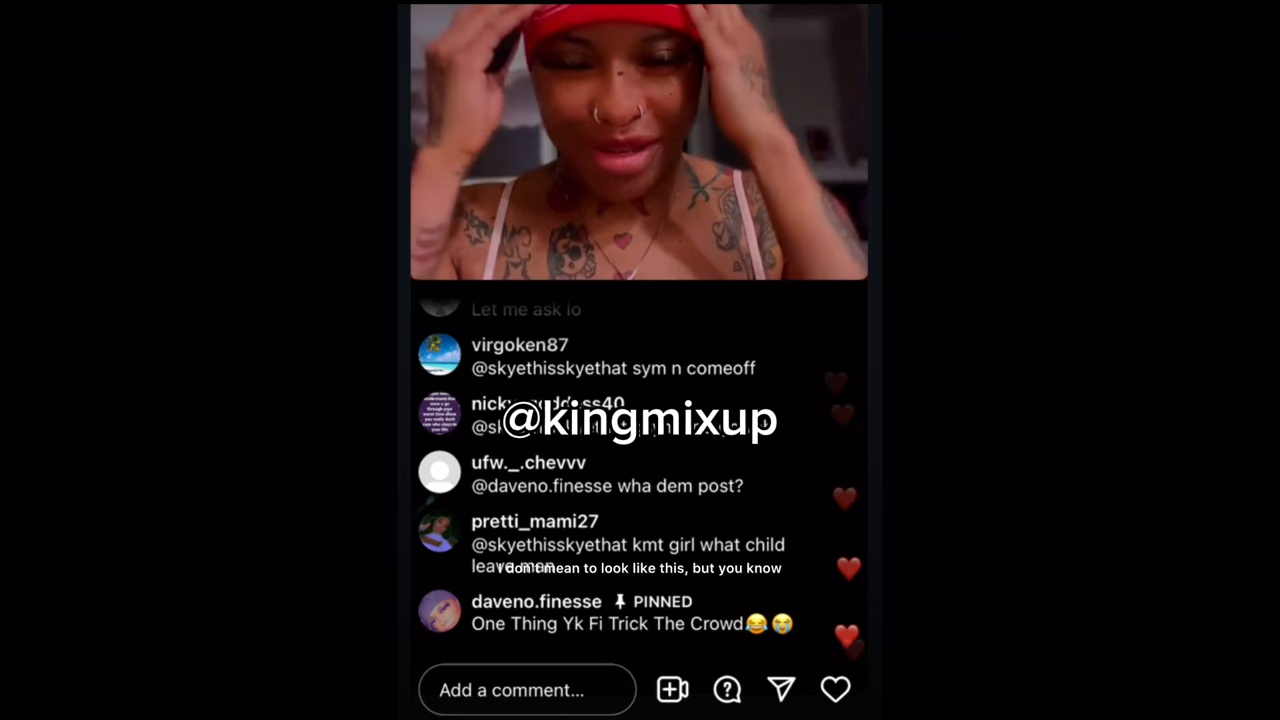 Let me ask lo
virgoken87
@skyethisskyethat sym n comeoff
@kingmixup
ufw._.chevvv
@daveno.finesse wha dem post?
pretti_mami27
@skyethisskyethat kmt girl what child
leave man
I don't mean to look like this, but you know
daveno.finesse PINNED
One Thing Yk Fi Trick The Crowd😂😭
Add a comment...